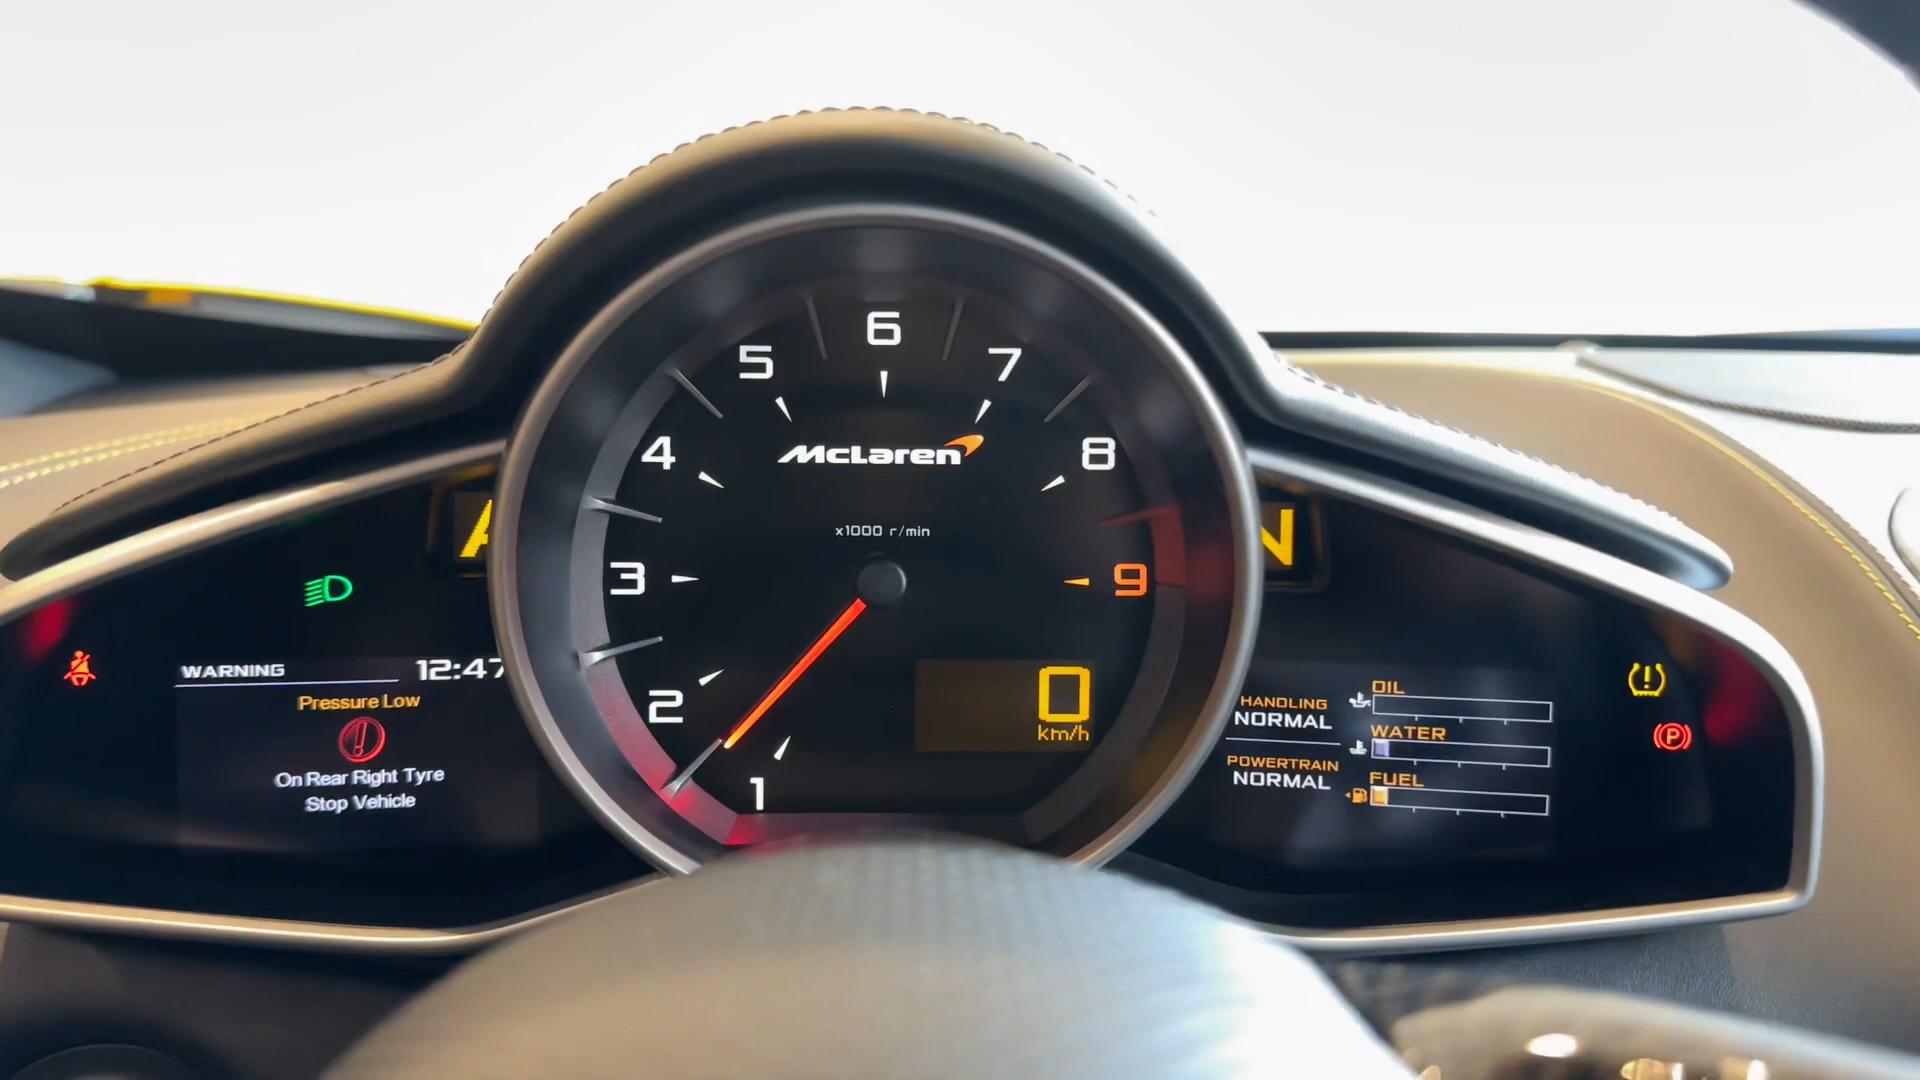 6
5
7
4
8
McLaren
x1000 r/min
3
9
2
1
0
km/h
A
N
WARNING
12:47
Pressure Low
On Rear Right Tyre
Stop Vehicle
HANDLING
NORMAL
POWERTRAIN
NORMAL
OIL
WATER
FUEL
P